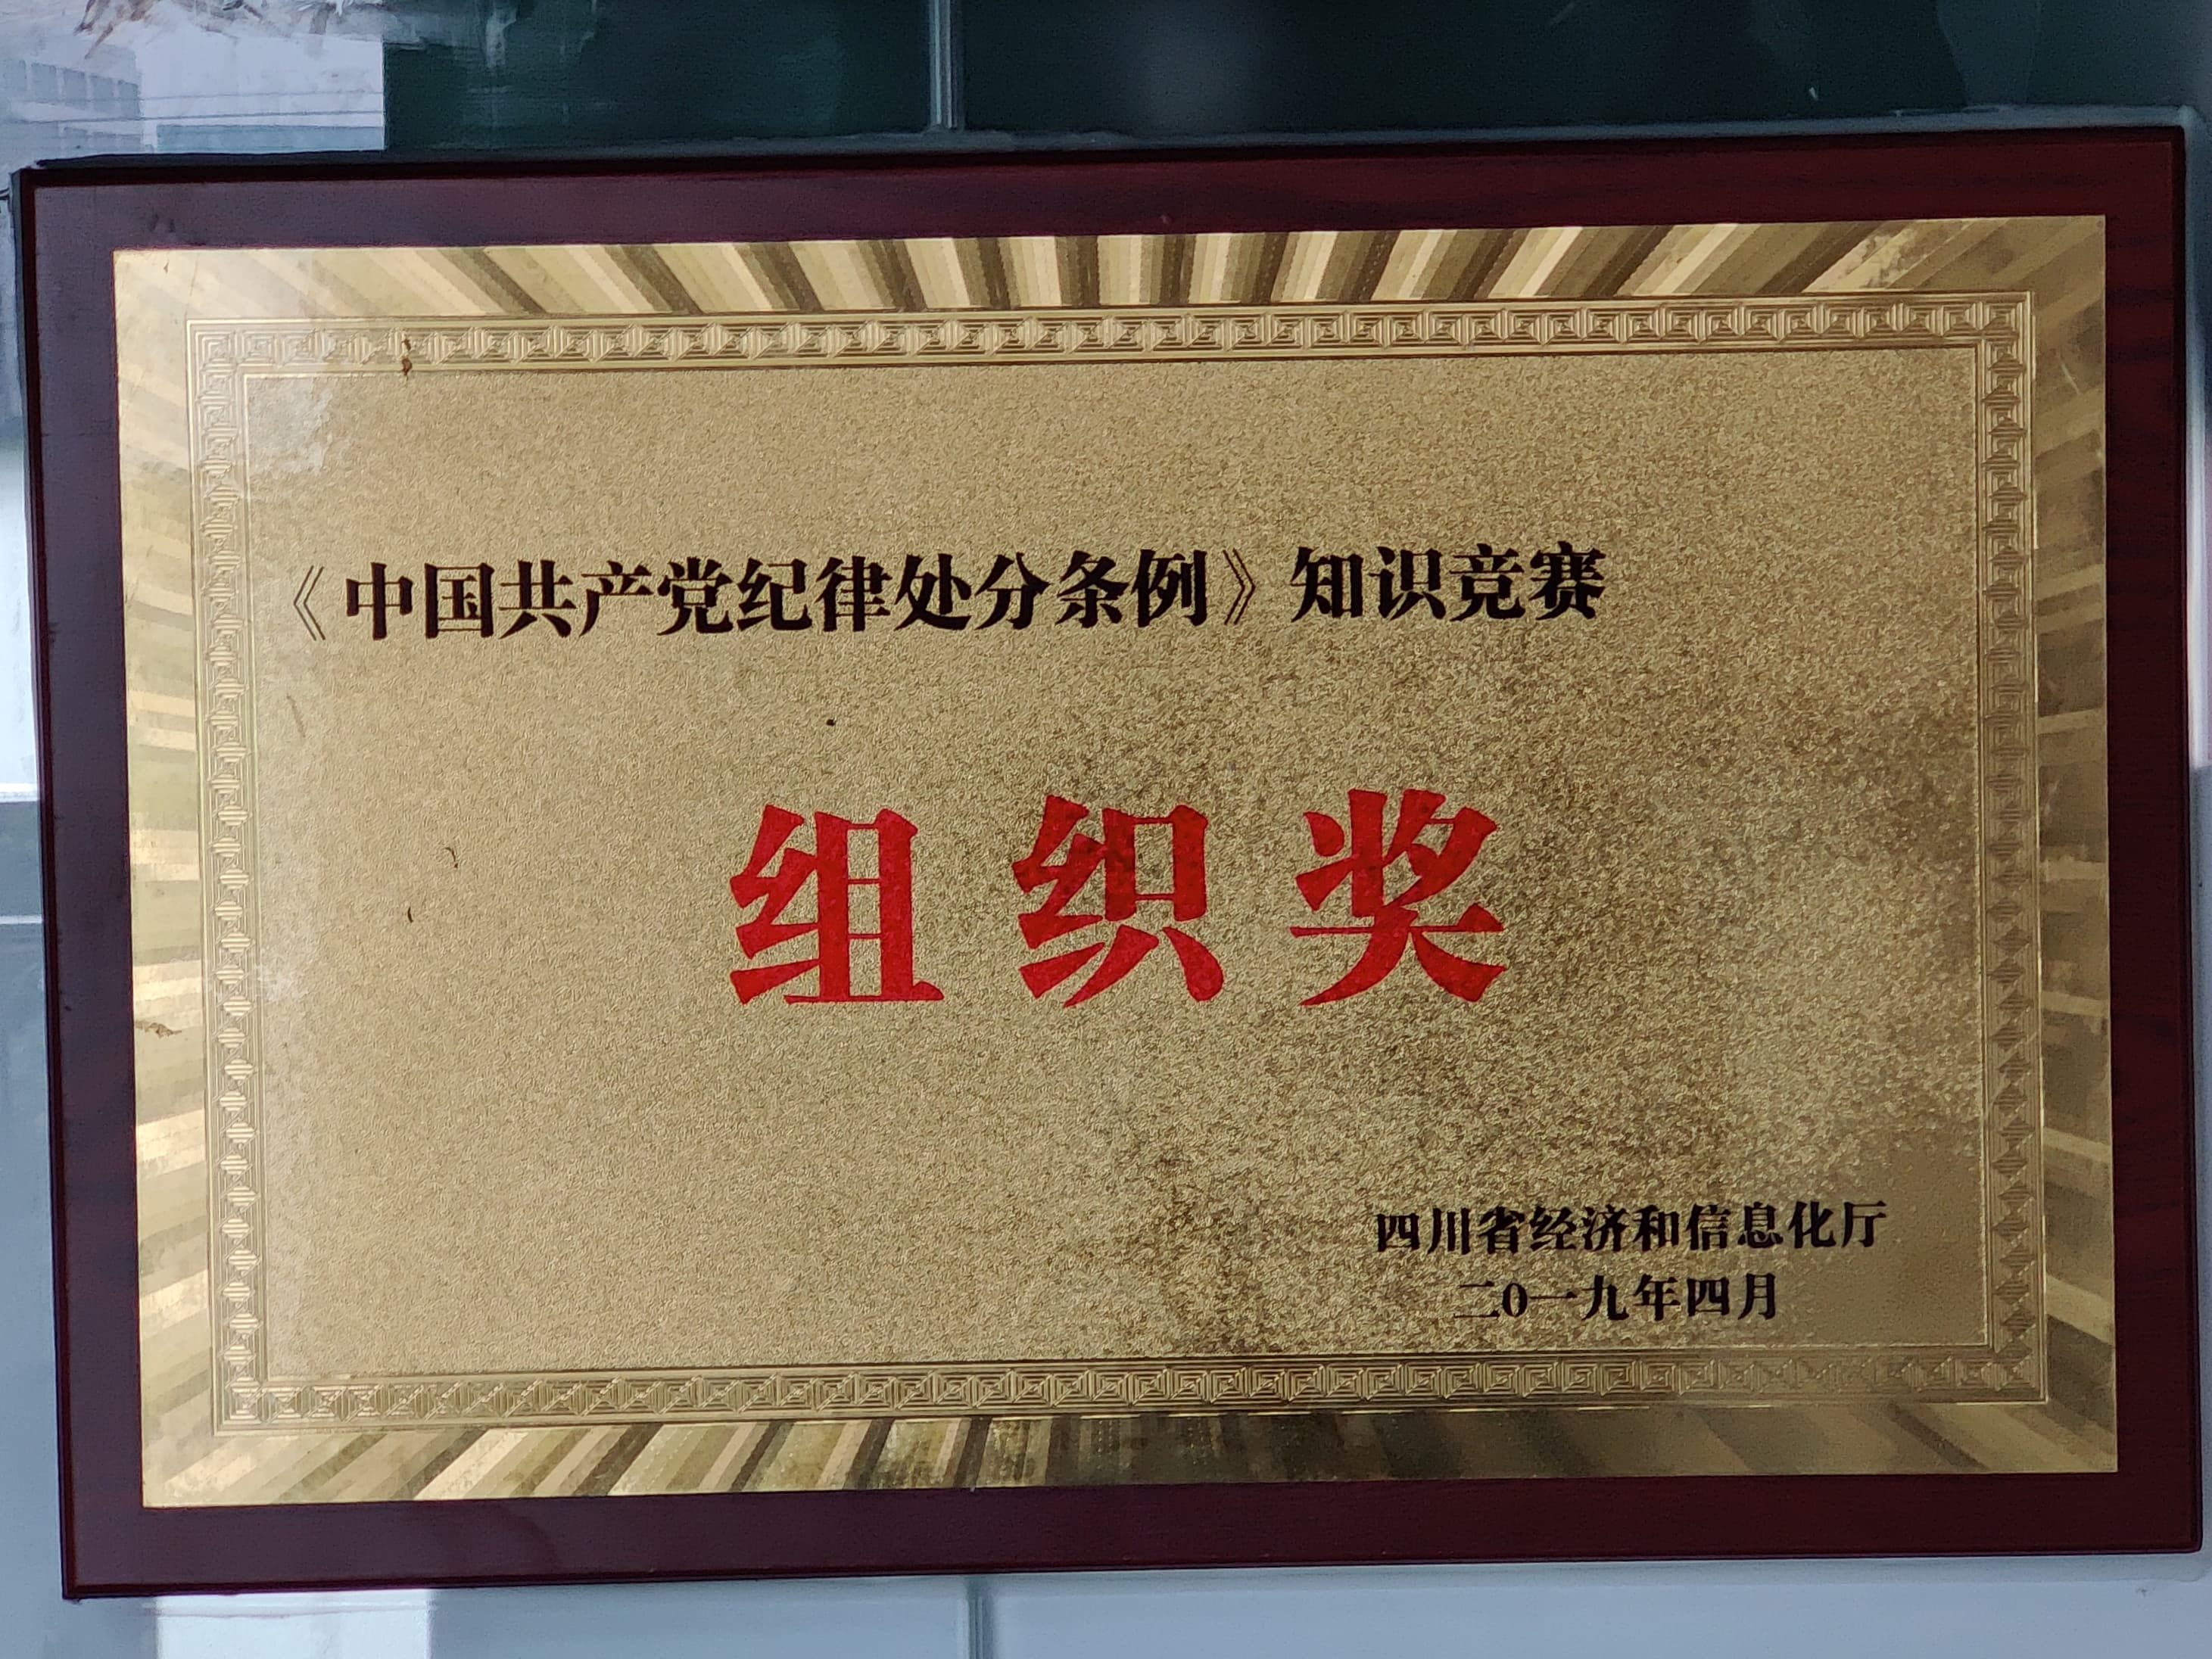 《中国共产党纪律处分条例》知识竞赛
组织奖
四川省经济和信息化厅
二0一九年四月